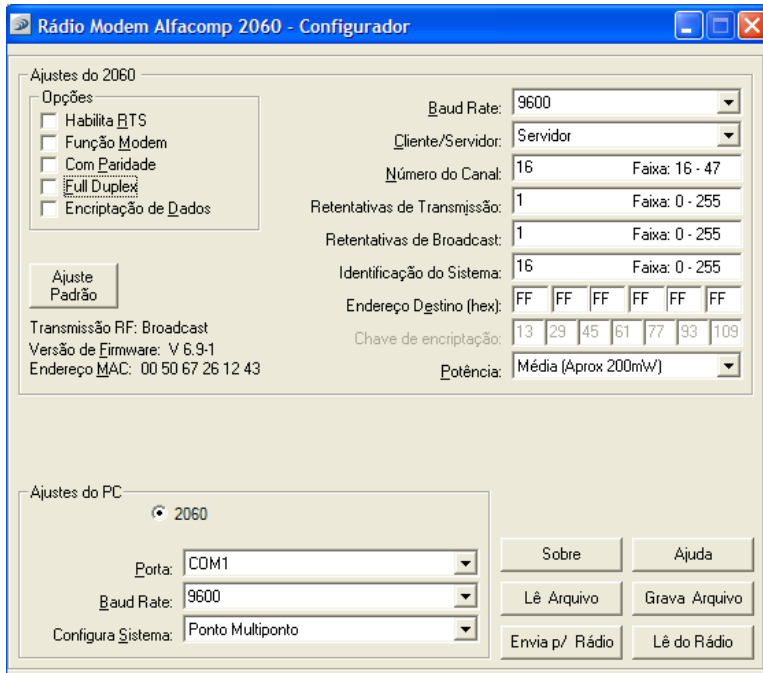 Rádio Modem Alfacomp 2060 - Configurador
Ajustes do 2060
Opções
Habilita RTS
Função Modem
Com Paridade
Full Duplex
Encriptação de Dados
Baud Rate: 9600
Cliente/Servidor: Servidor
Número do Canal: 16 Faixa: 16 - 47
Retentativas de Transmissão: 1 Faixa: 0 - 255
Retentativas de Broadcast: 1 Faixa: 0 - 255
Identificação do Sistema: 16 Faixa: 0 - 255
Endereço Destino (hex): FF FF FF FF FF FF
Chave de encriptação: 13 29 45 61 77 93 109
Potência: Média (Aprox 200mW)
Ajuste
Padrão
Transmissão RF: Broadcast
Versão de Firmware: V 6.9-1
Endereço MAC: 00 50 67 26 12 43
Ajustes do PC
2060
Porta: COM1
Baud Rate: 9600
Configura Sistema: Ponto Multiponto
Sobre Ajuda
Lê Arquivo Grava Arquivo
Envia p/ Rádio Lê do Rádio